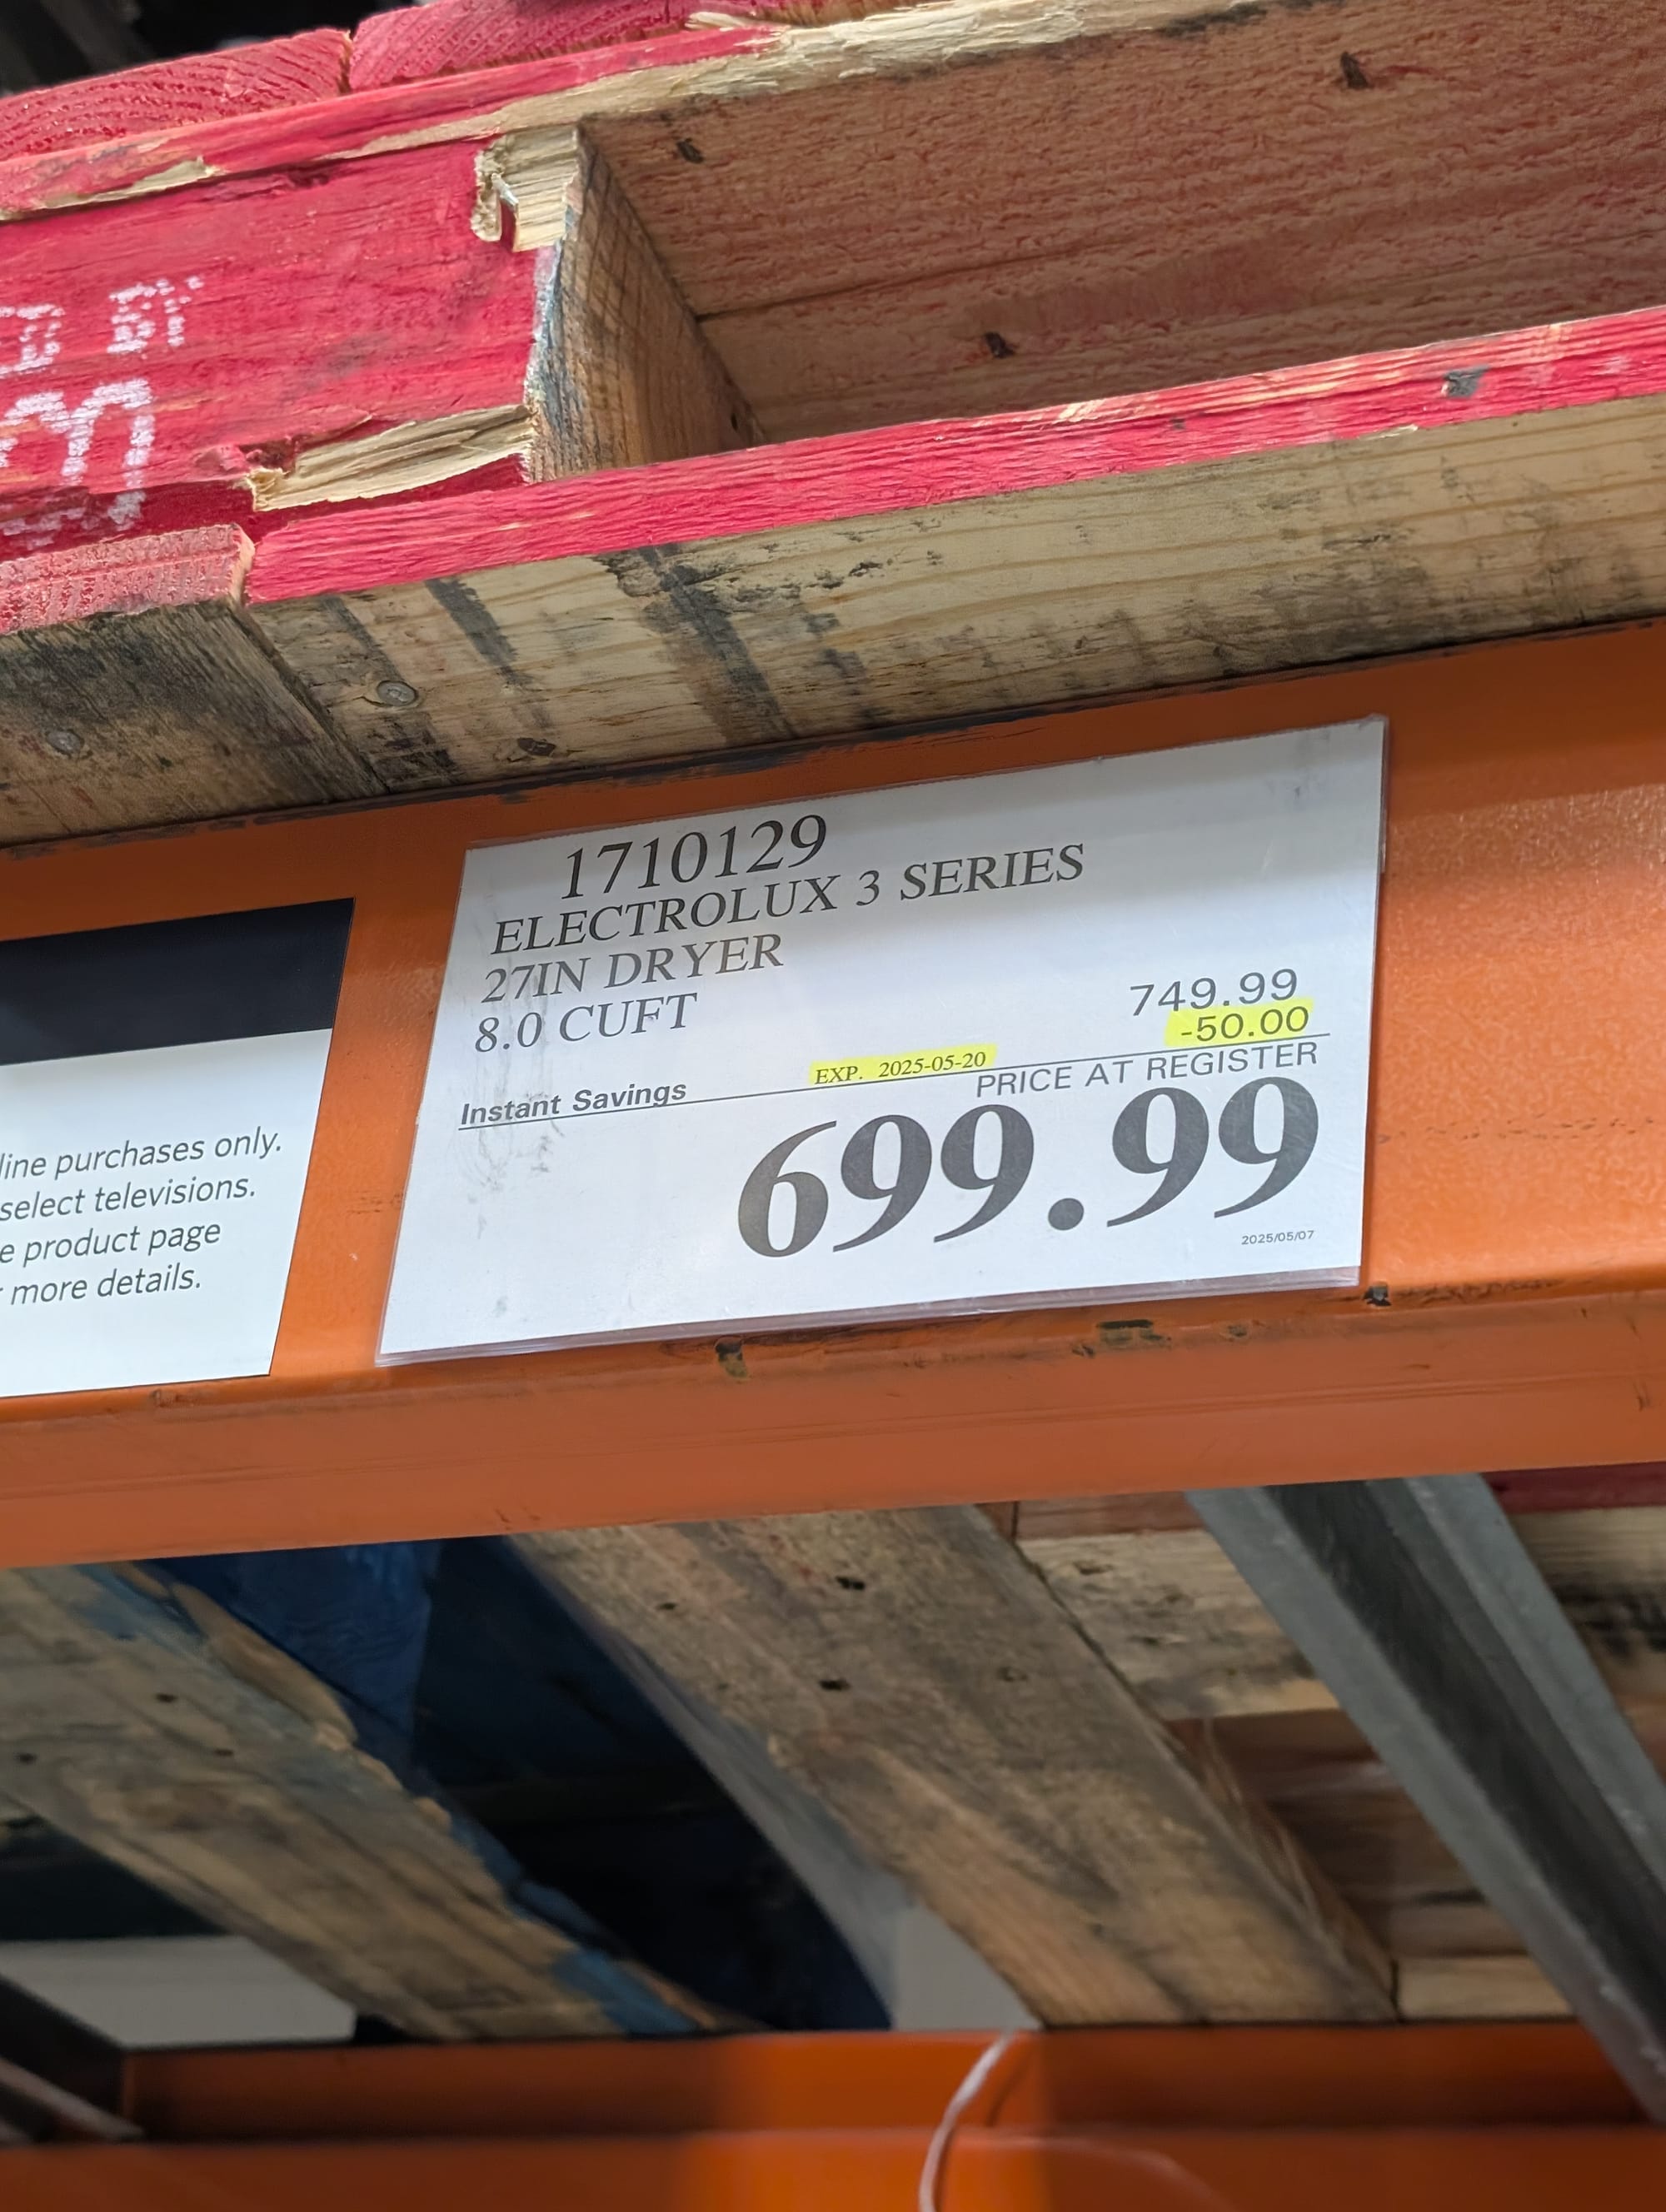 1710129
ELECTROLUX 3 SERIES
27IN DRYER
8.0 CUFT
749.99
-50.00
Instant Savings EXP. 2025-05-20
PRICE AT REGISTER
699.99
2025/05/07
purchases only.
select televisions.
product page
more details.